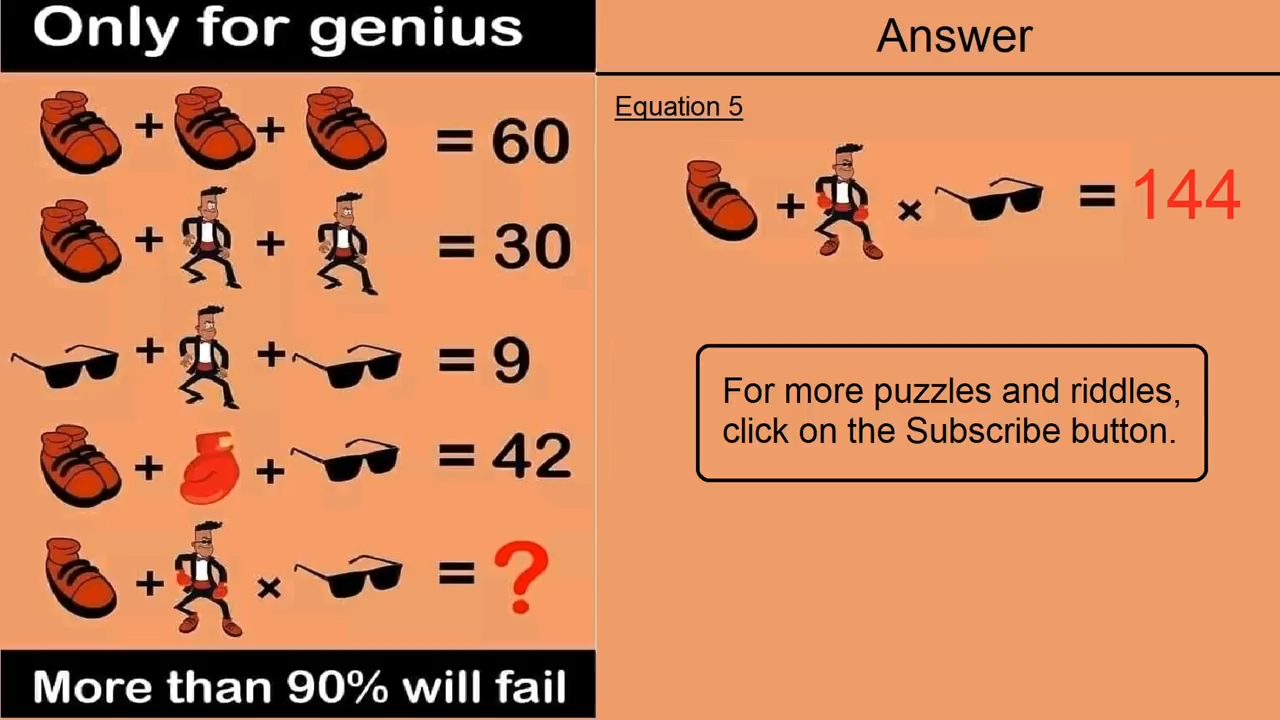 Only for genius
+ + = 60
+ + = 30
+ + = 9
+ + = 42
+ × = ?
More than 90% will fail
Answer
Equation 5
+ × = 144
For more puzzles and riddles,
click on the Subscribe button.